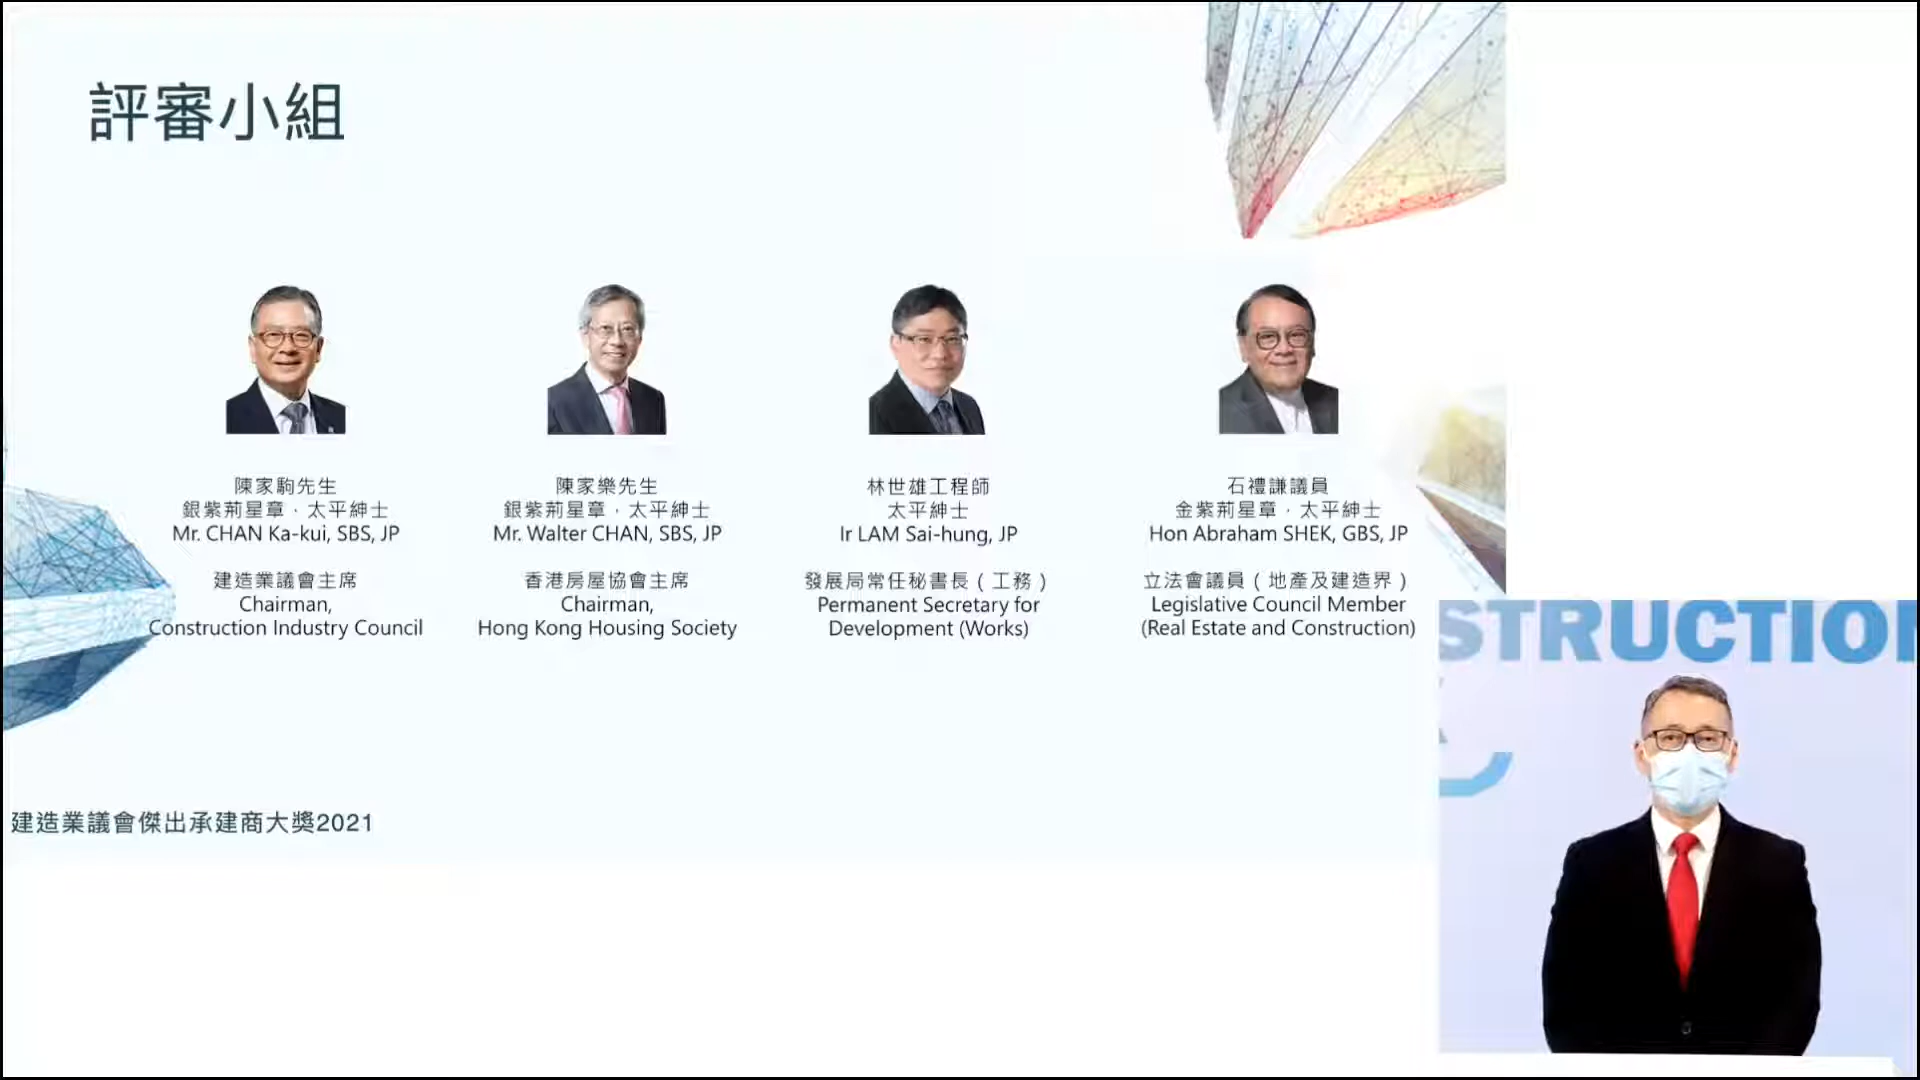 評審小組
陳家駒先生
銀紫荊星章，太平紳士
Mr. CHAN Ka-kui, SBS, JP
建造業議會主席
Chairman,
Construction Industry Council
陳家樂先生
銀紫荊星章，太平紳士
Mr. Walter CHAN, SBS, JP
香港房屋協會主席
Chairman,
Hong Kong Housing Society
林世雄工程師
太平紳士
Ir LAM Sai-hung, JP
發展局常任秘書長（工務）
Permanent Secretary for
Development (Works)
石禮謙議員
金紫荊星章，太平紳士
Hon Abraham SHEK, GBS, JP
立法會議員（地產及建造界）
Legislative Council Member
(Real Estate and Construction)
STRUCTION
建造業議會傑出承建商大獎2021